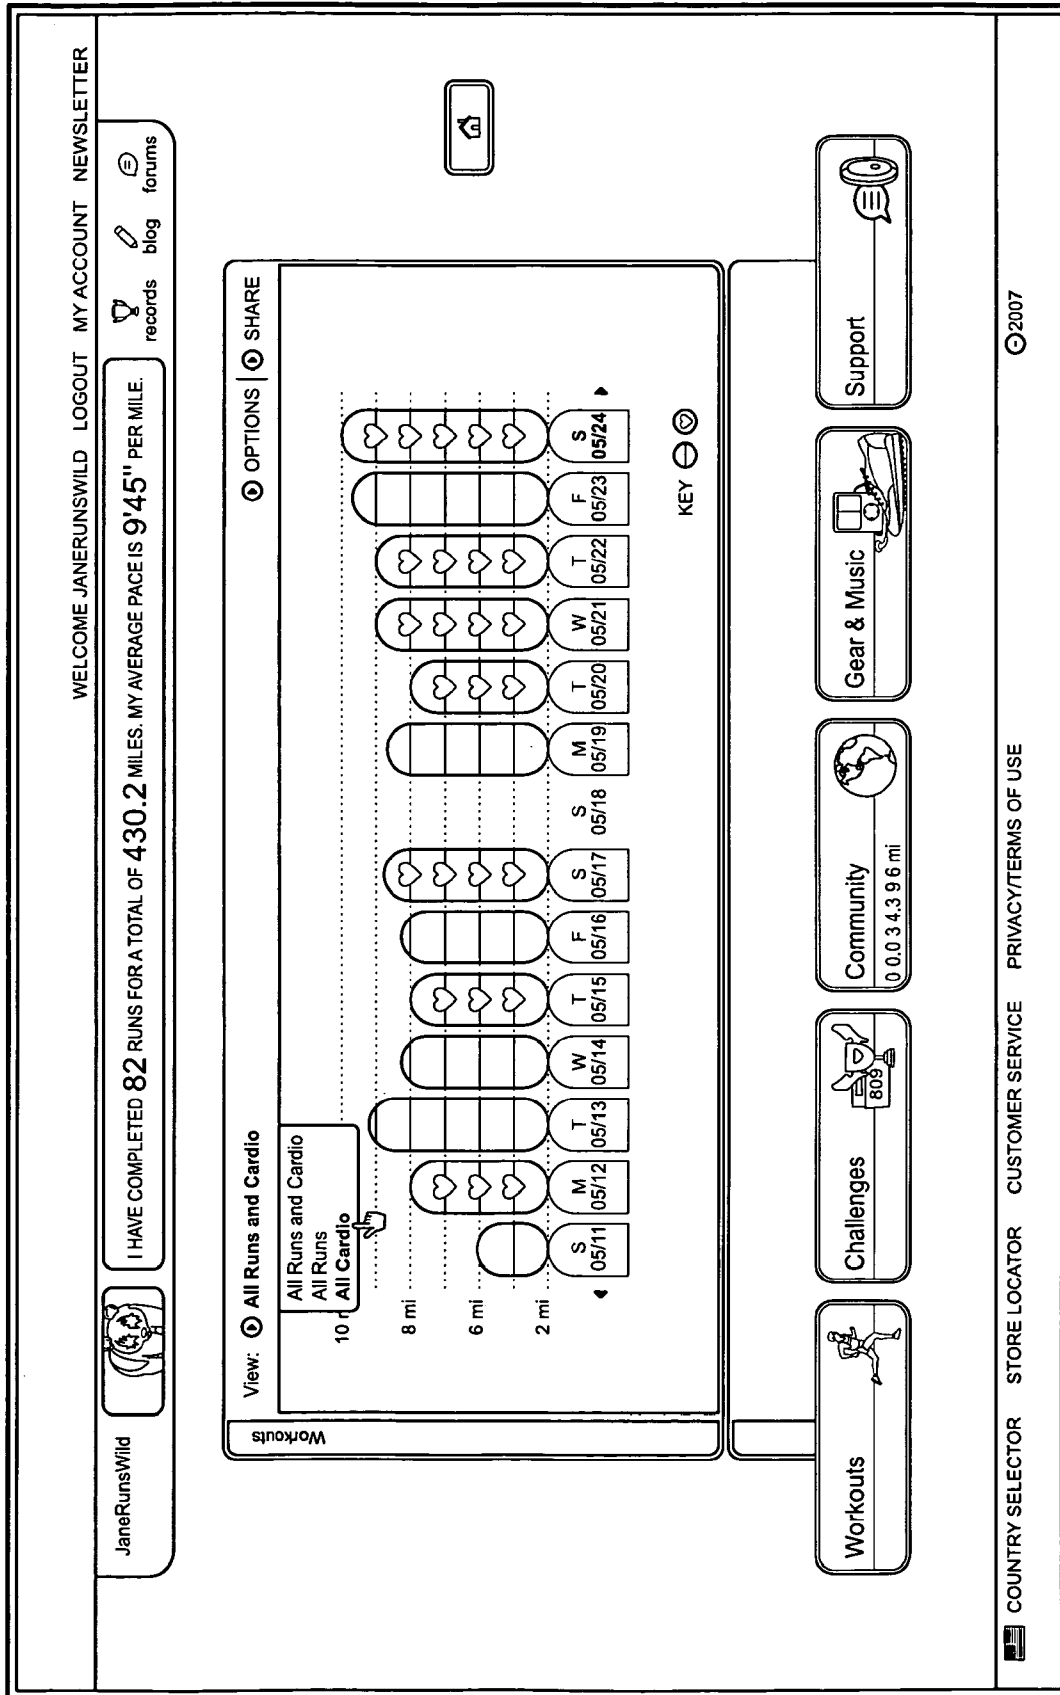 WELCOME JANERUNSWILD LOGOUT MY ACCOUNT NEWSLETTER
JaneRunsWild
I HAVE COMPLETED 82 RUNS FOR A TOTAL OF 430.2 MILES. MY AVERAGE PACE IS 9'45" PER MILE.
records blog forums
Workouts
View: All Runs and Cardio
OPTIONS | SHARE
All Runs and Cardio
All Runs
All Cardio
10
8 mi
6 mi
2 mi
S M T W T F S S M T W T F S
05/11 05/12 05/13 05/14 05/15 05/16 05/17 05/18 05/19 05/20 05/21 05/22 05/23 05/24
KEY
Workouts
Challenges
809
Community
0 0.0 3 4.3 9 6 mi
Gear & Music
Support
COUNTRY SELECTOR STORE LOCATOR CUSTOMER SERVICE PRIVACY/TERMS OF USE
2007